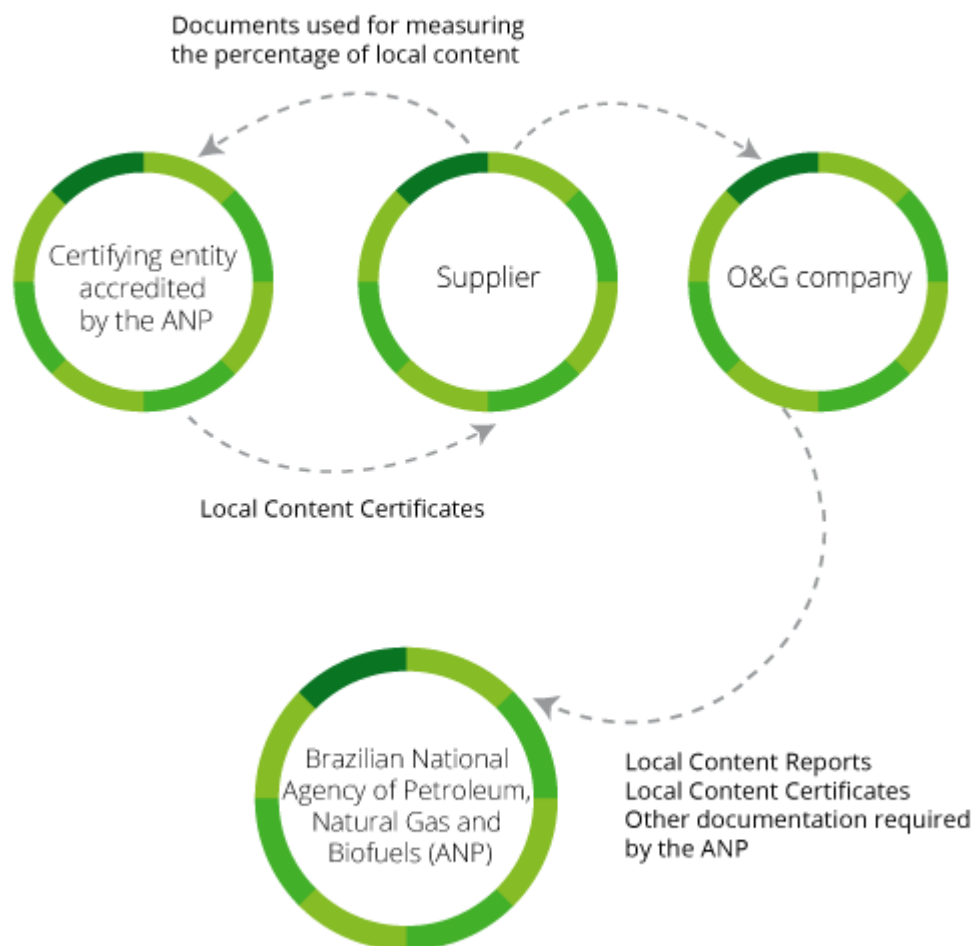 Documents used for measuring
the percentage of local content
Certifying entity
accredited
by the ANP
Supplier
O&G company
Local Content Certificates
Brazilian National
Agency of Petroleum,
Natural Gas and
Biofuels (ANP)
Local Content Reports
Local Content Certificates
Other documentation required
by the ANP